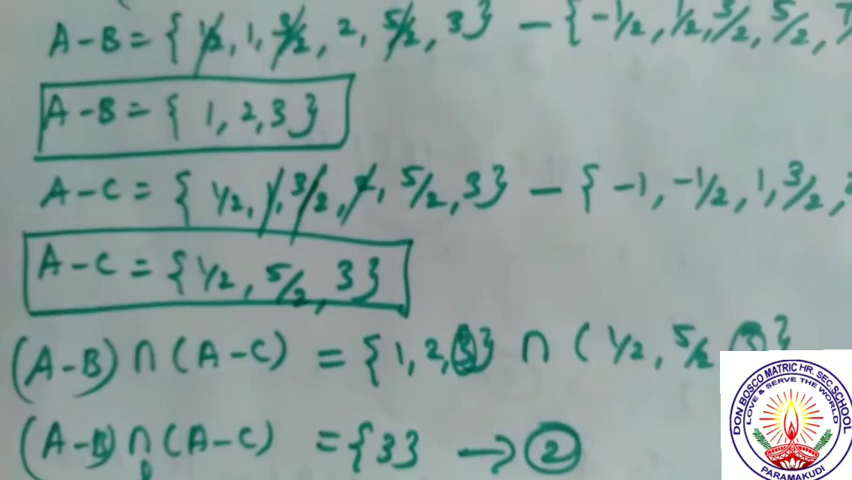 A-B = { 1/2, 1, 3/2, 2, 5/2, 3} - { -1/2, 1/2, 3/2, 5/2, 7/
A-B = { 1, 2, 3 }
A-C = { 1/2, 1, 3/2, 2, 5/2, 3} - { -1, -1/2, 1, 3/2, 2
A-C = {1/2, 5/2, 3}
(A-B) ∩ (A-C) = {1, 2, 3} ∩ ( 1/2, 5/2 3}
(A-B) ∩ (A-C) = {3} → 2
DON BOSCO MATRIC HR. SEC. SCHOOL
LOVE & SERVE THE WORLD
PARAMAKUDI